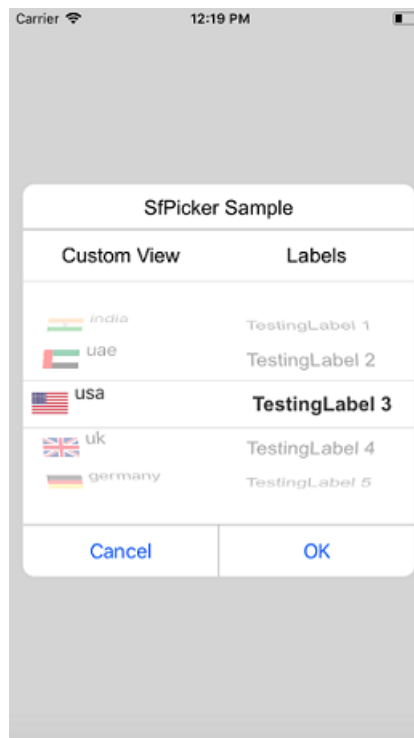 Carrier 12:19 PM
SfPicker Sample
Custom View Labels
india TestingLabel 1
uae TestingLabel 2
usa TestingLabel 3
uk TestingLabel 4
germany TestingLabel 5
Cancel OK